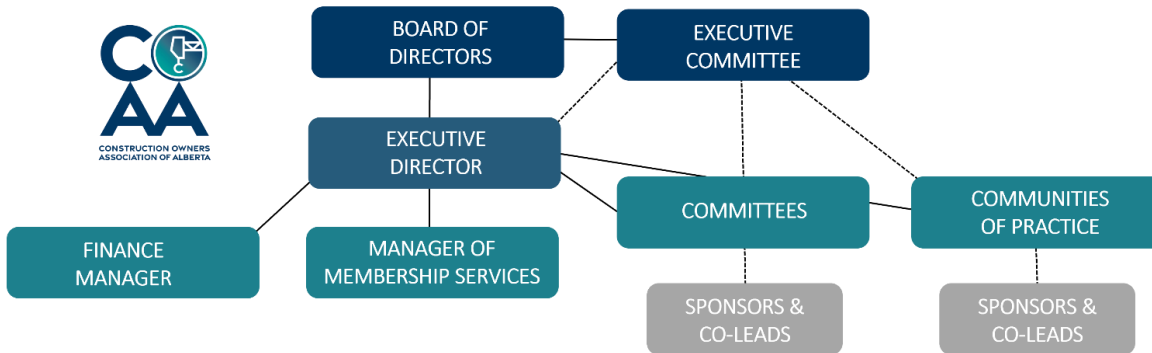 COAA
CONSTRUCTION OWNERS
ASSOCIATION OF ALBERTA
BOARD OF
DIRECTORS
EXECUTIVE
COMMITTEE
EXECUTIVE
DIRECTOR
COMMITTEES
COMMUNITIES
OF PRACTICE
FINANCE
MANAGER
MANAGER OF
MEMBERSHIP SERVICES
SPONSORS &
CO-LEADS
SPONSORS &
CO-LEADS